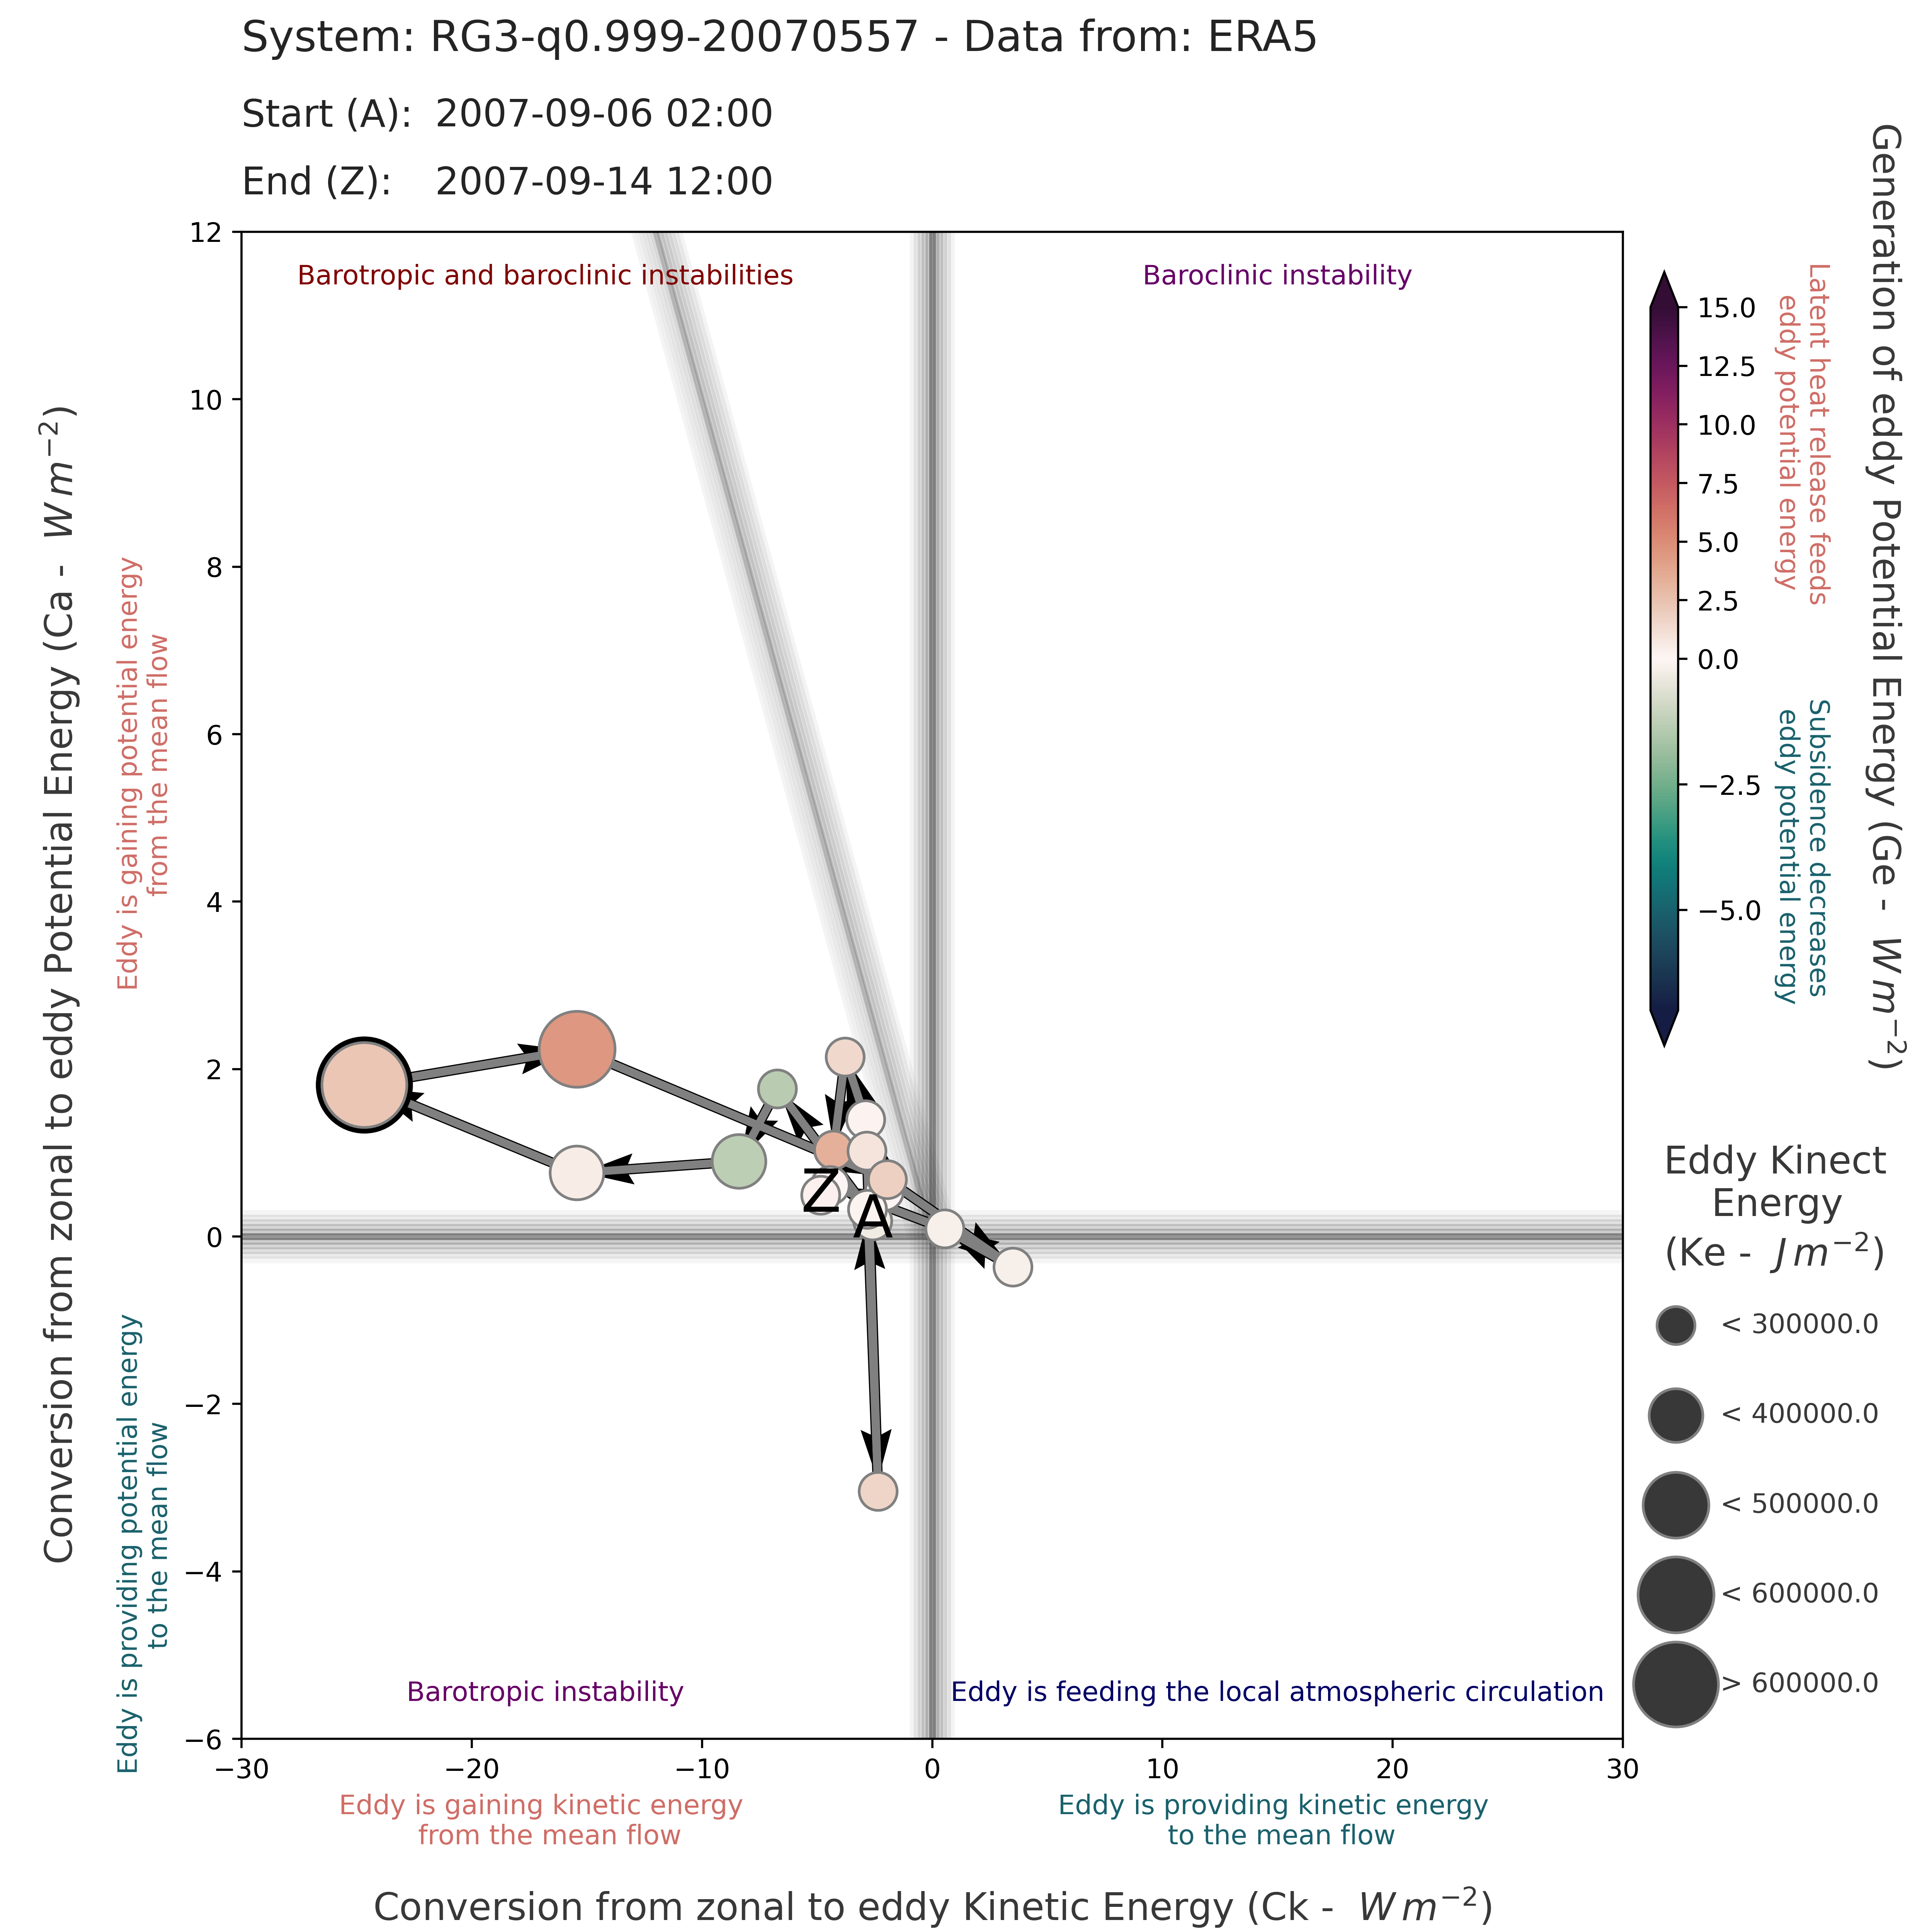 System: RG3-q0.999-20070557 - Data from: ERA5
Start (A): 2007-09-06 02:00
End (Z): 2007-09-14 12:00
Conversion from zonal to eddy Potential Energy (Ca - W m⁻²)
Eddy is gaining potential energy
from the mean flow
Eddy is providing potential energy
to the mean flow
12
10
8
6
4
2
0
−2
−4
−6
Barotropic and baroclinic instabilities
Baroclinic instability
Z
A
Barotropic instability
Eddy is feeding the local atmospheric circulation
−30
−20
−10
0
10
20
30
Eddy is gaining kinetic energy
from the mean flow
Eddy is providing kinetic energy
to the mean flow
Conversion from zonal to eddy Kinetic Energy (Ck - W m⁻²)
15.0
12.5
10.0
7.5
5.0
2.5
0.0
−2.5
−5.0
Latent heat release feeds
eddy potential energy
Subsidence decreases
eddy potential energy
Generation of eddy Potential Energy (Ge - W m⁻²)
Eddy Kinect
Energy
(Ke - J m⁻²)
< 300000.0
< 400000.0
< 500000.0
< 600000.0
> 600000.0